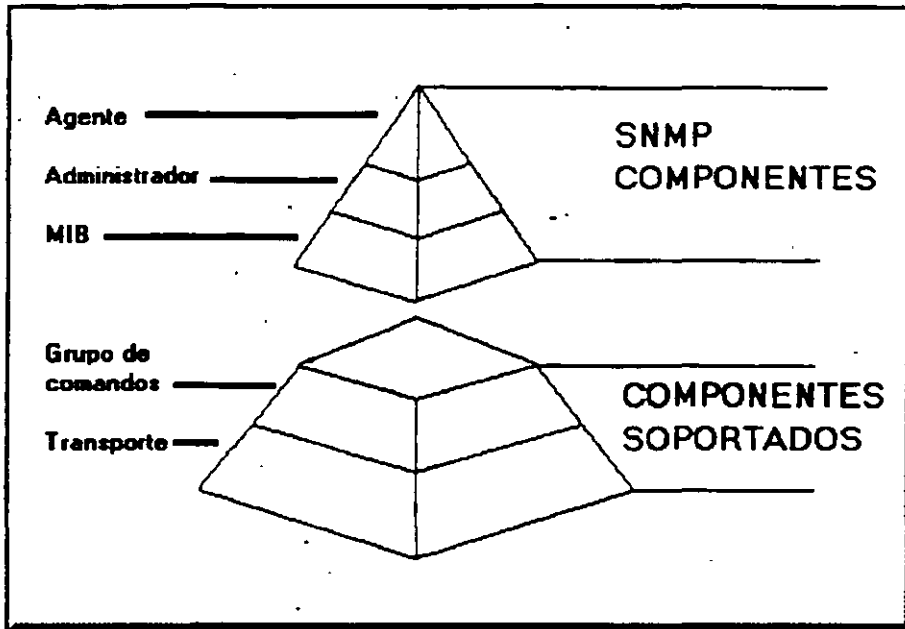 Agente
Administrador
MIB
SNMP
COMPONENTES
Grupo de
comandos
Transporte
COMPONENTES
SOPORTADOS